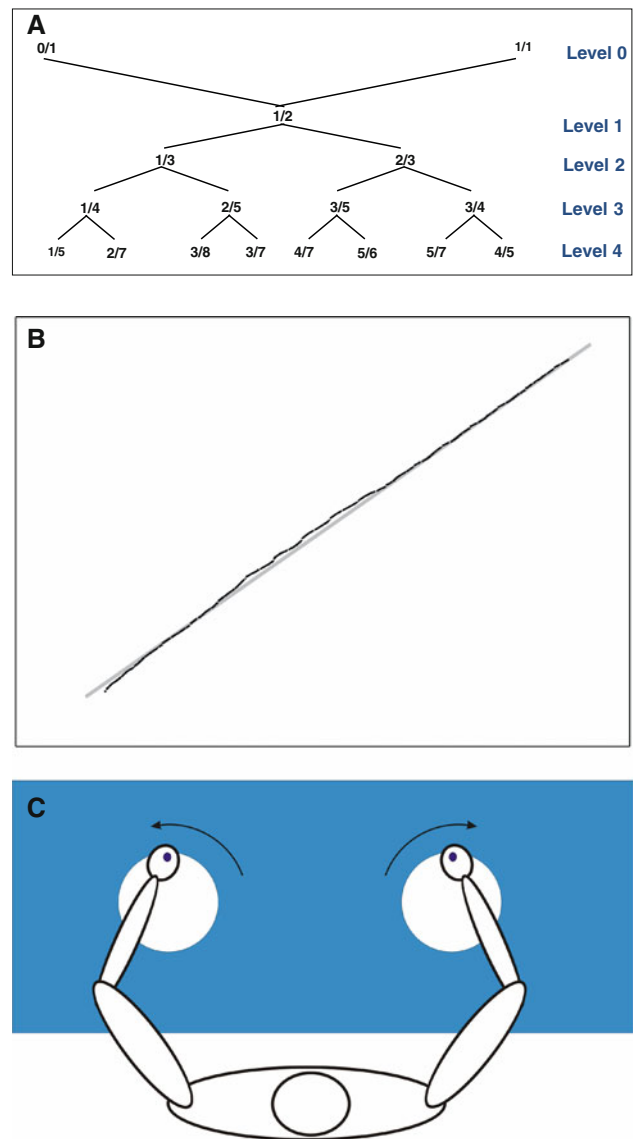 A
0/1 1/1 Level 0
1/2 Level 1
1/3 2/3 Level 2
1/4 2/5 3/5 3/4 Level 3
1/5 2/7 3/8 3/7 4/7 5/6 5/7 4/5 Level 4
B
C